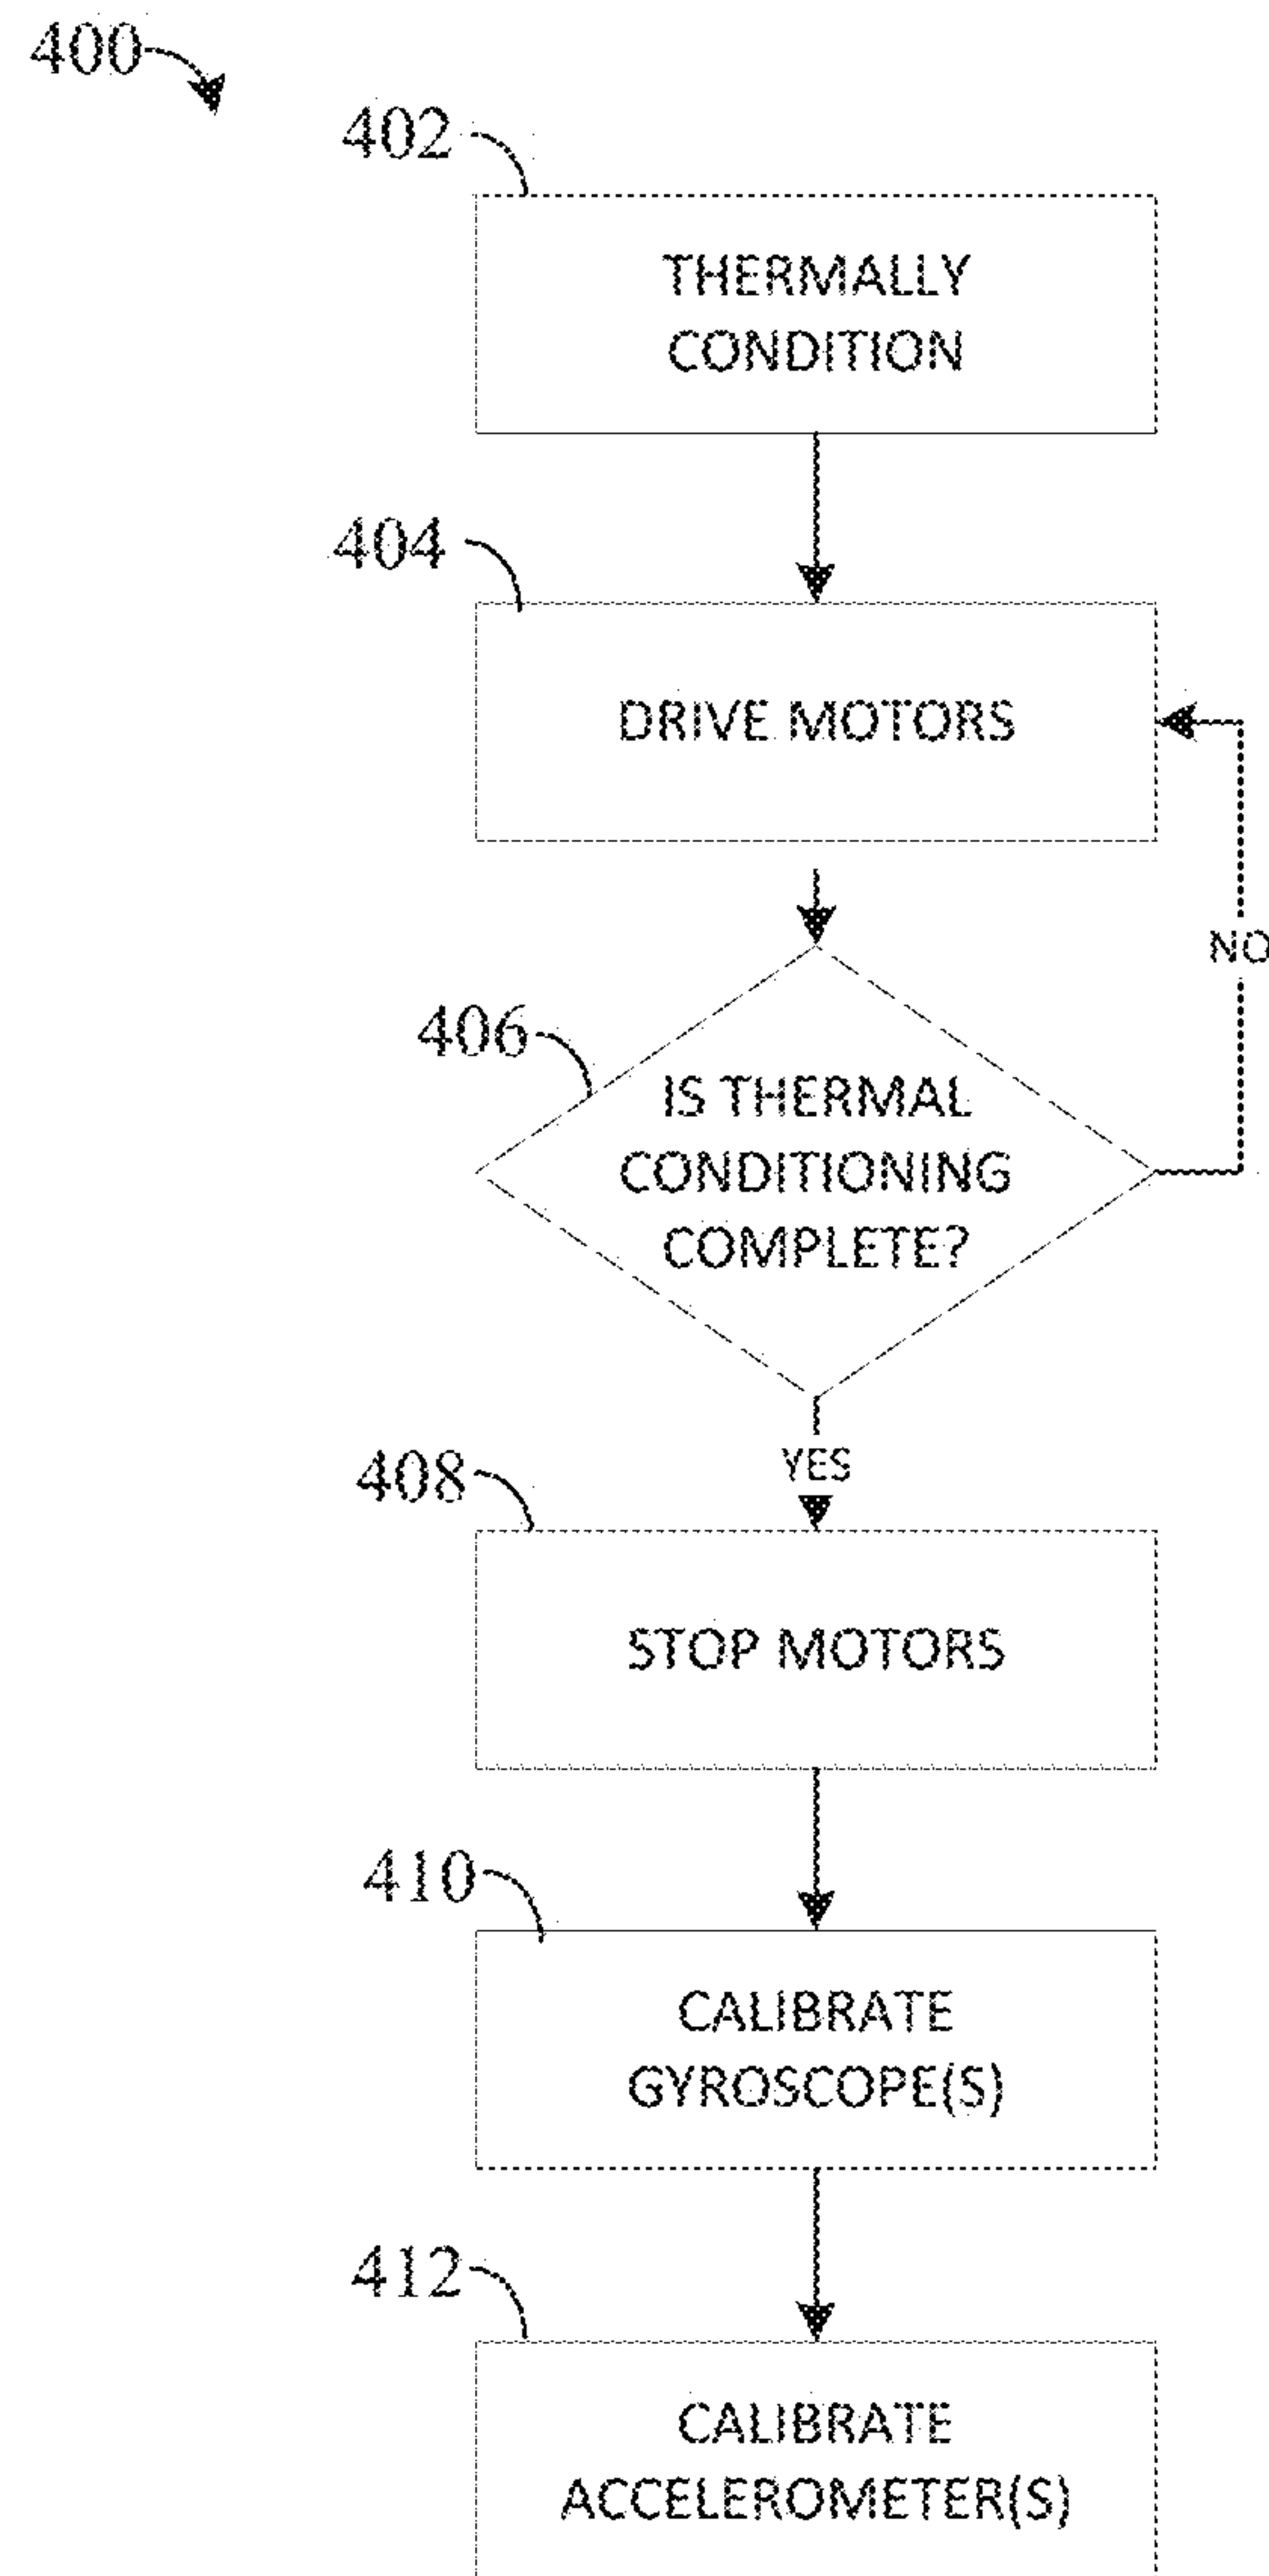 400
402
THERMALLY
CONDITION
404
DRIVE MOTORS
NO
406
IS THERMAL
CONDITIONING
COMPLETE?
YES
408
STOP MOTORS
410
CALIBRATE
GYROSCOPE(S)
412
CALIBRATE
ACCELEROMETER(S)